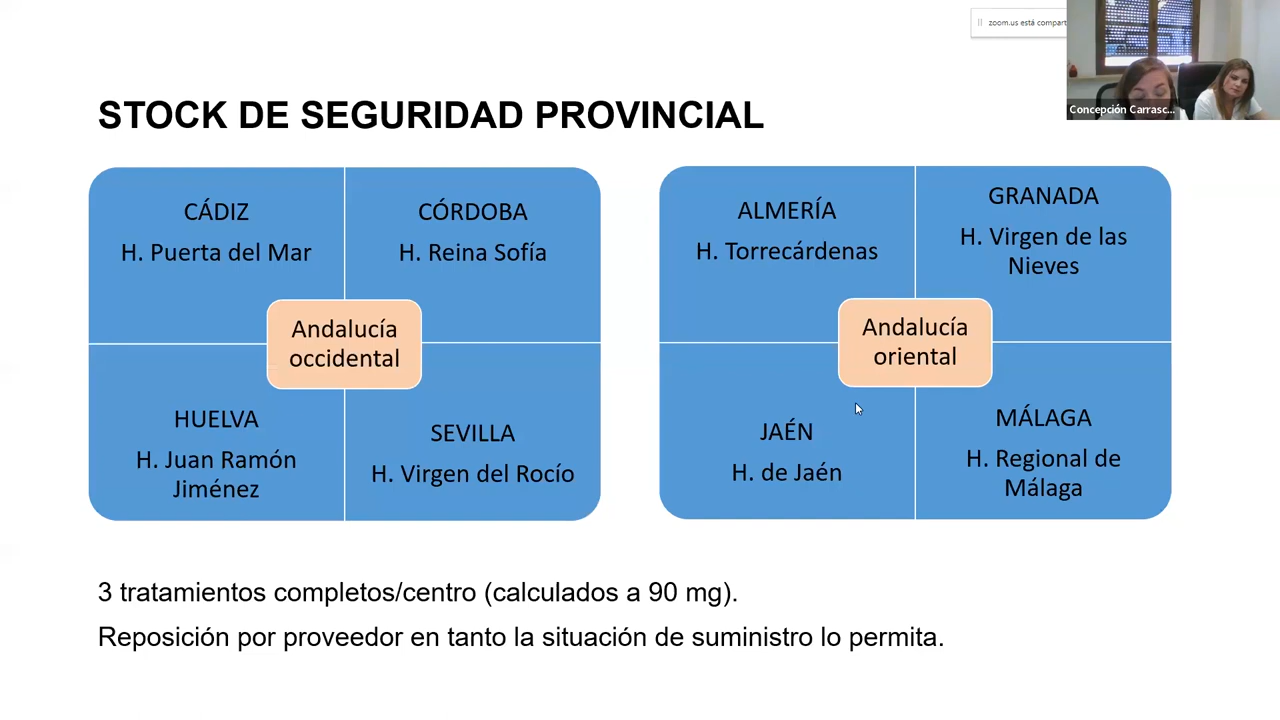 zoom.us está compart
Concepción Carrasc...
STOCK DE SEGURIDAD PROVINCIAL
CÁDIZ
H. Puerta del Mar
CÓRDOBA
H. Reina Sofía
Andalucía
occidental
HUELVA
H. Juan Ramón
Jiménez
SEVILLA
H. Virgen del Rocío
ALMERÍA
H. Torrecárdenas
GRANADA
H. Virgen de las
Nieves
Andalucía
oriental
JAÉN
H. de Jaén
MÁLAGA
H. Regional de
Málaga
3 tratamientos completos/centro (calculados a 90 mg).
Reposición por proveedor en tanto la situación de suministro lo permita.